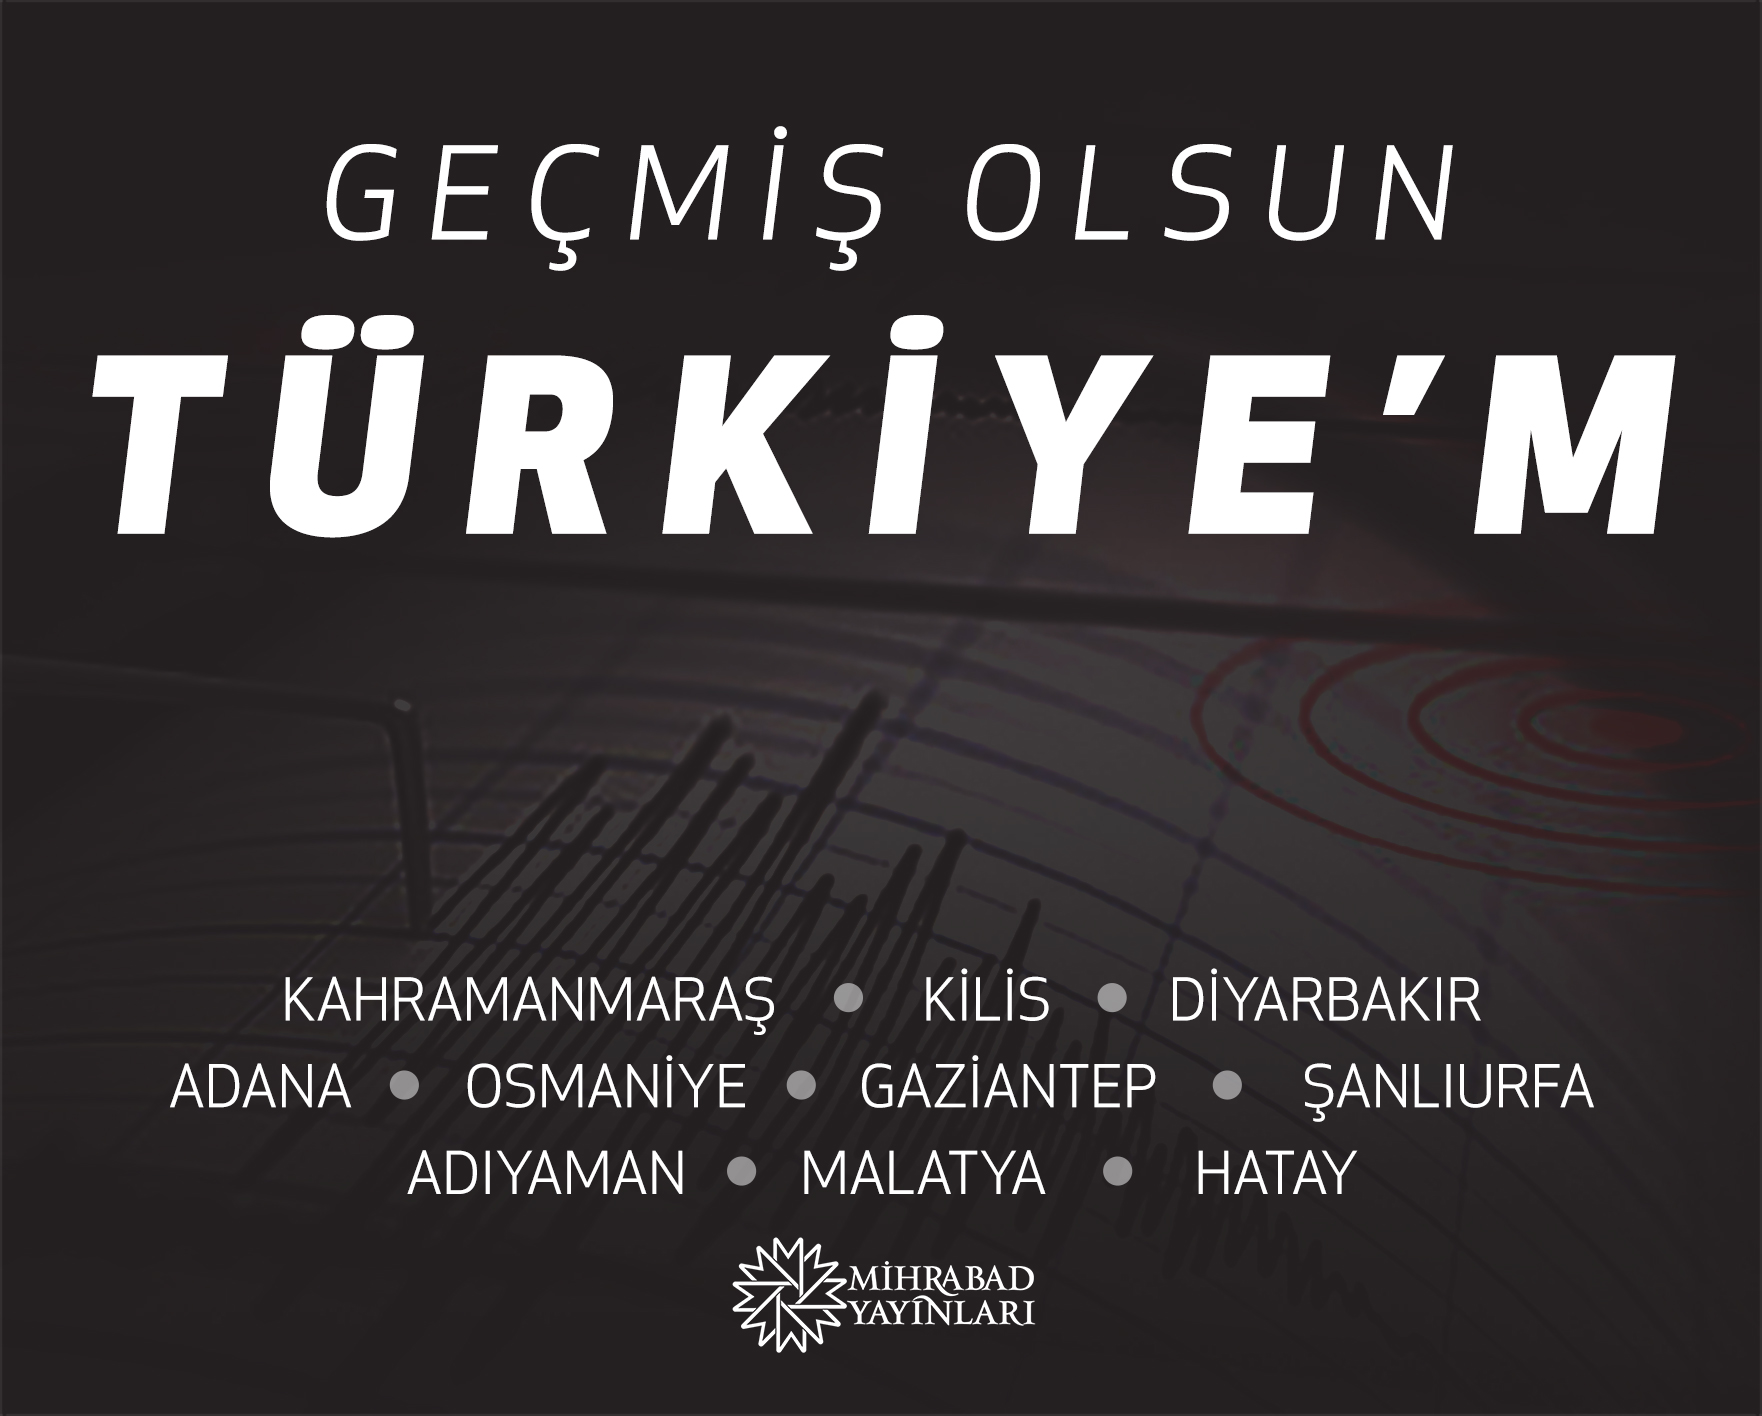 GEÇMİŞ OLSUN
TÜRKİYE’M
KAHRAMANMARAŞ • KİLİS • DİYARBAKIR
ADANA • OSMANİYE • GAZİANTEP • ŞANLIURFA
ADIYAMAN • MALATYA • HATAY
MİHRABAD
YAYINLARI